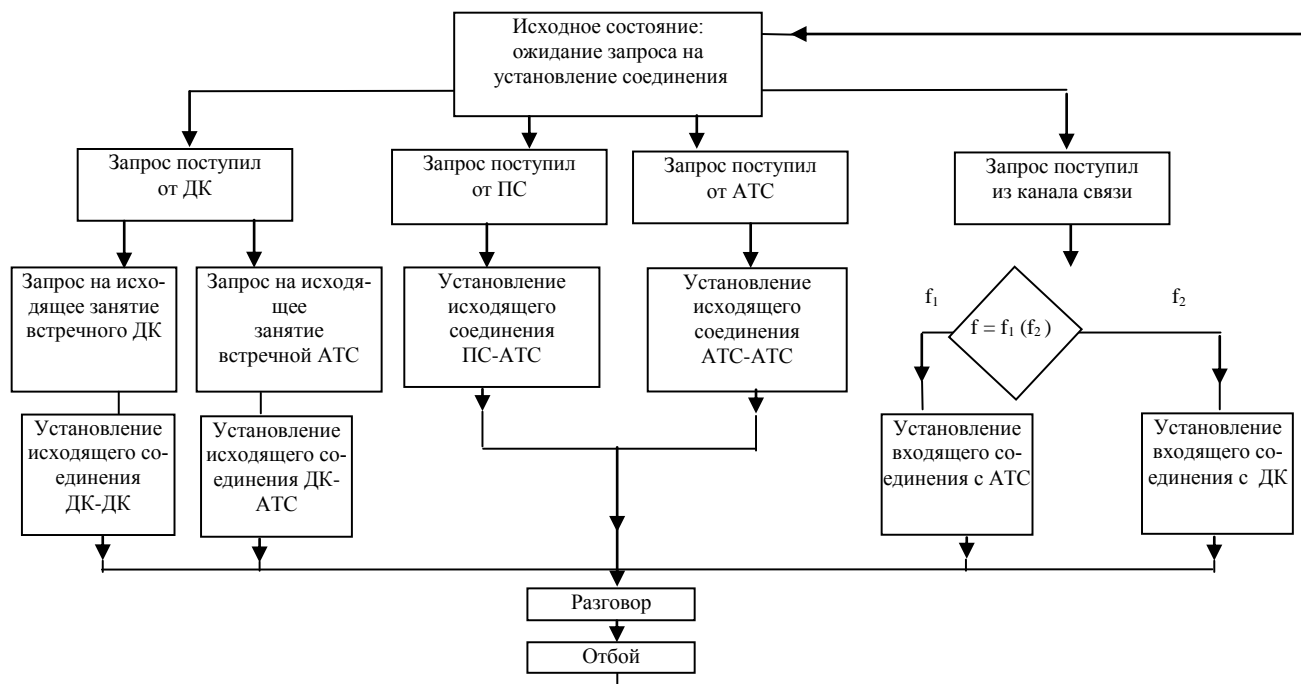 Исходное состояние:
ожидание запроса на
установление соединения
Запрос поступил
от ДК
Запрос поступил
от ПС
Запрос поступил
от АТС
Запрос поступил
из канала связи
Запрос на исхо-
дящее занятие
встречного ДК
Запрос на исходя-
щее
занятие
встречной АТС
Установление
исходящего
соединения
ПС-АТС
Установление
исходящего
соединения
АТС-АТС
f₁
f = f₁ (f₂ )
f₂
Установление
исходящего со-
единения
ДК-ДК
Установление
исходящего со-
единения ДК-
АТС
Установление
входящего со-
единения с АТС
Установление
входящего со-
единения с ДК
Разговор
Отбой